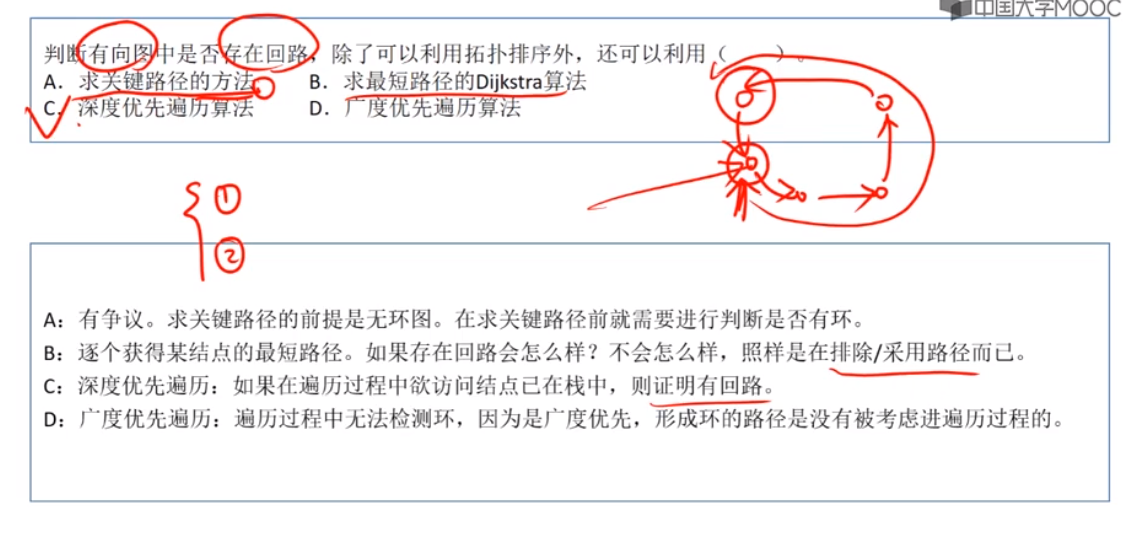 中国大学MOOC
判断有向图中是否存在回路，除了可以利用拓扑排序外，还可以利用（ ）。
A. 求关键路径的方法 B. 求最短路径的Dijkstra算法
C. 深度优先遍历算法 D. 广度优先遍历算法
①
②
A：有争议。求关键路径的前提是无环图。在求关键路径前就需要进行判断是否有环。
B：逐个获得某结点的最短路径。如果存在回路会怎么样？不会怎么样，照样是在排除/采用路径而已。
C：深度优先遍历：如果在遍历过程中欲访问结点已在栈中，则证明有回路。
D：广度优先遍历：遍历过程中无法检测环，因为是广度优先，形成环的路径是没有被考虑进遍历过程的。